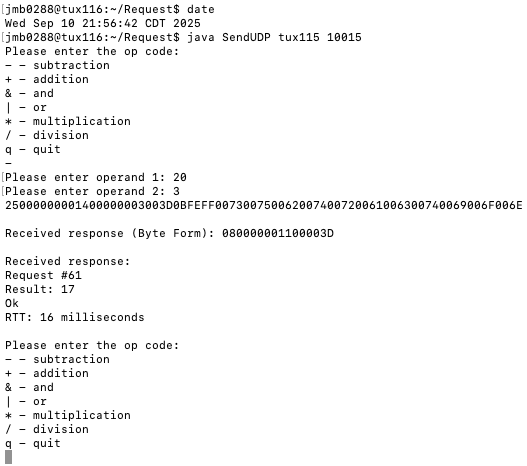 [jmb0288@tux116:~/Request$ date
Wed Sep 10 21:56:42 CDT 2025
[jmb0288@tux116:~/Request$ java SendUDP tux115 10015
Please enter the op code:
- - subtraction
+ - addition
& - and
| - or
* - multiplication
/ - division
q - quit
-
[Please enter operand 1: 20
[Please enter operand 2: 3
25000000001400000003003D0BFEFF0073007500620074007200610063007400690006F006E
Received response (Byte Form): 080000001100003D
Received response:
Request #61
Result: 17
Ok
RTT: 16 milliseconds
Please enter the op code:
- - subtraction
+ - addition
& - and
| - or
* - multiplication
/ - division
q - quit